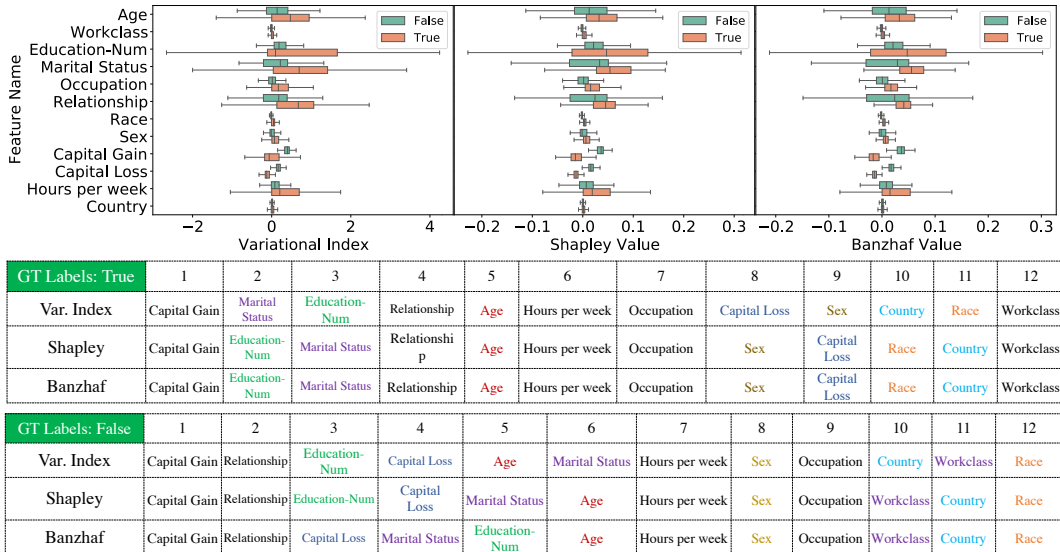 Feature Name
Age
Workclass
Education-Num
Marital Status
Occupation
Relationship
Race
Sex
Capital Gain
Capital Loss
Hours per week
Country
False
True
False
True
False
True
−2 0 2 4
−0.2 −0.1 0.0 0.1 0.2 0.3
−0.2 −0.1 0.0 0.1 0.2 0.3
Variational Index
Shapley Value
Banzhaf Value
GT Labels: True 1 2 3 4 5 6 7 8 9 10 11 12
Var. Index Capital Gain Marital Status Education-Num Relationship Age Hours per week Occupation Capital Loss Sex Country Race Workclass
Shapley Capital Gain Education-Num Marital Status Relationship Age Hours per week Occupation Sex Capital Loss Race Country Workclass
Banzhaf Capital Gain Education-Num Marital Status Relationship Age Hours per week Occupation Sex Capital Loss Race Country Workclass
GT Labels: False 1 2 3 4 5 6 7 8 9 10 11 12
Var. Index Capital Gain Relationship Education-Num Capital Loss Age Marital Status Hours per week Sex Occupation Country Workclass Race
Shapley Capital Gain Relationship Education-Num Capital Loss Marital Status Age Hours per week Sex Occupation Workclass Country Race
Banzhaf Capital Gain Relationship Capital Loss Marital Status Education-Num Age Hours per week Sex Occupation Workclass Country Race